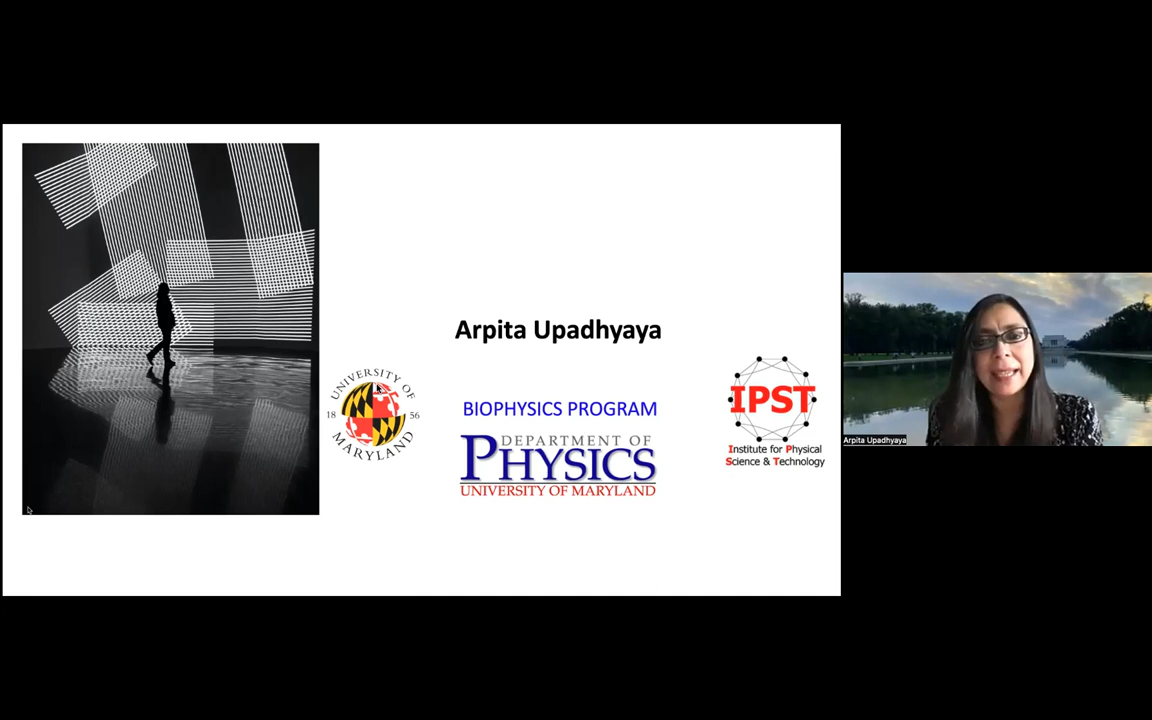 Arpita Upadhyaya
UNIVERSITY OF
18 56
MARYLAND
BIOPHYSICS PROGRAM
DEPARTMENT OF
PHYSICS
UNIVERSITY OF MARYLAND
IPST
Institute for Physical
Science & Technology
Arpita Upadhyaya